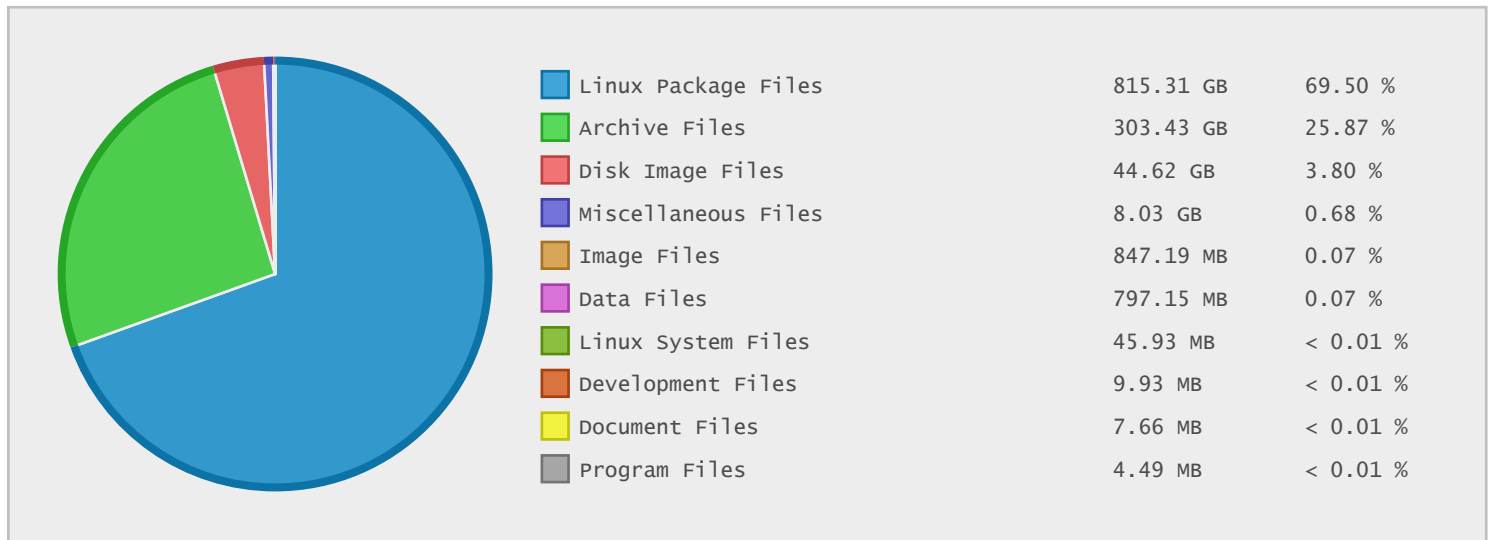 Linux Package Files 815.31 GB 69.50 %
Archive Files 303.43 GB 25.87 %
Disk Image Files 44.62 GB 3.80 %
Miscellaneous Files 8.03 GB 0.68 %
Image Files 847.19 MB 0.07 %
Data Files 797.15 MB 0.07 %
Linux System Files 45.93 MB < 0.01 %
Development Files 9.93 MB < 0.01 %
Document Files 7.66 MB < 0.01 %
Program Files 4.49 MB < 0.01 %